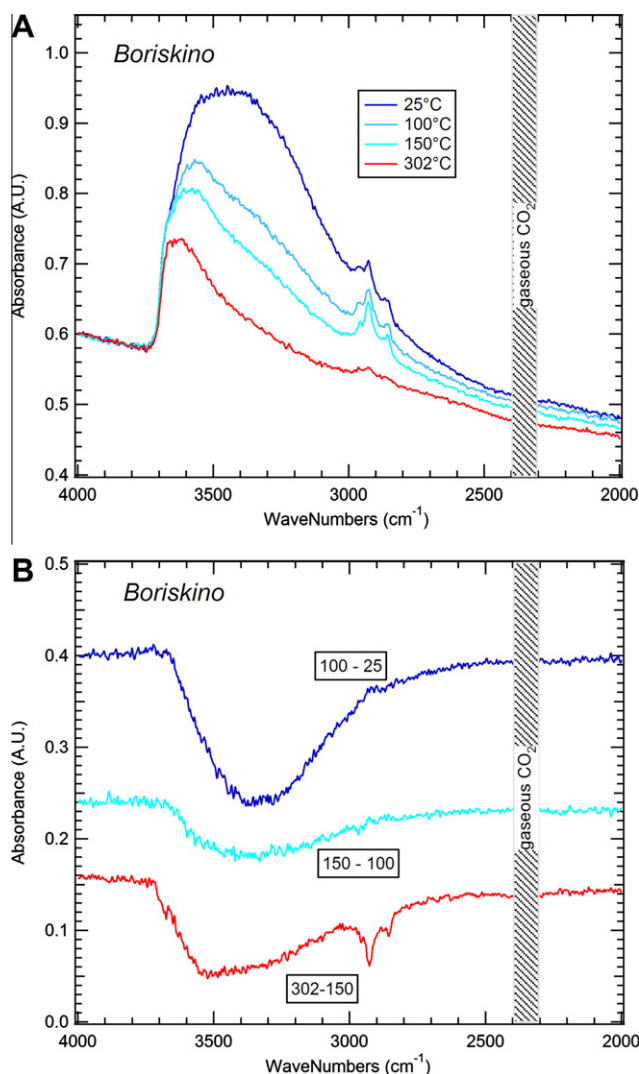 A
Boriskino
1.0
0.9
0.8
0.7
0.6
0.5
0.4
Absorbance (A.U.)
25°C
100°C
150°C
302°C
gaseous CO2
4000 3500 3000 2500 2000
WaveNumbers (cm-1)
B
Boriskino
0.5
0.4
0.3
0.2
0.1
0.0
Absorbance (A.U.)
100 - 25
150 - 100
302-150
gaseous CO2
4000 3500 3000 2500 2000
WaveNumbers (cm-1)